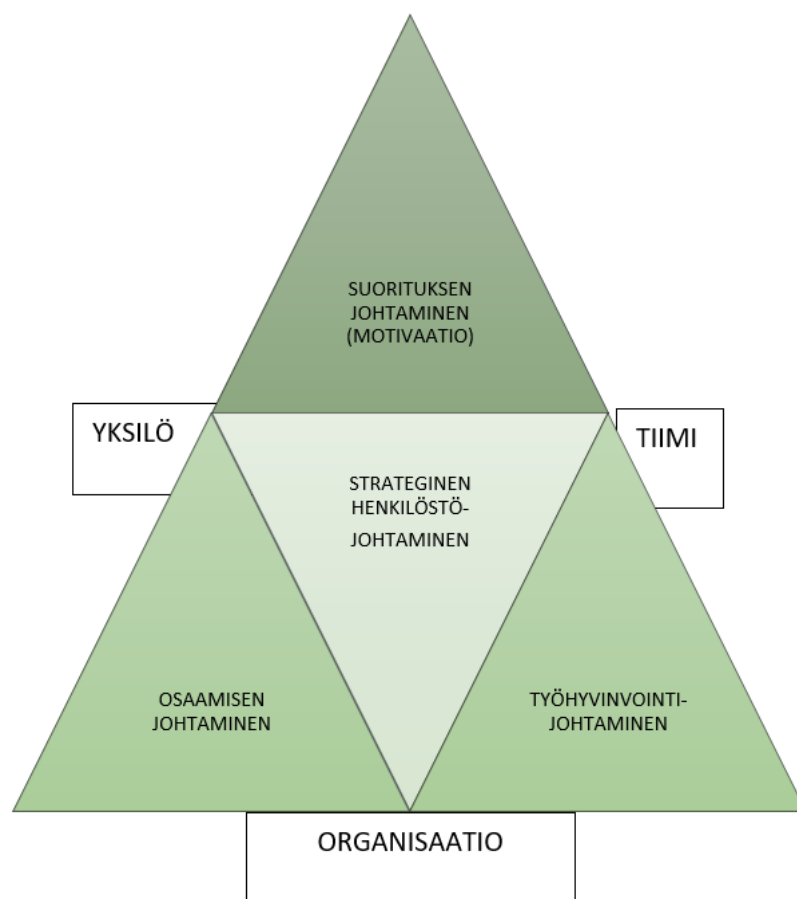 SUORITUKSEN
JOHTAMINEN
(MOTIVAATIO)
YKSILÖ
TIIMI
STRATEGINEN
HENKILÖSTÖ-
JOHTAMINEN
OSAAMISEN
JOHTAMINEN
TYÖHYVINVOINTI-
JOHTAMINEN
ORGANISAATIO